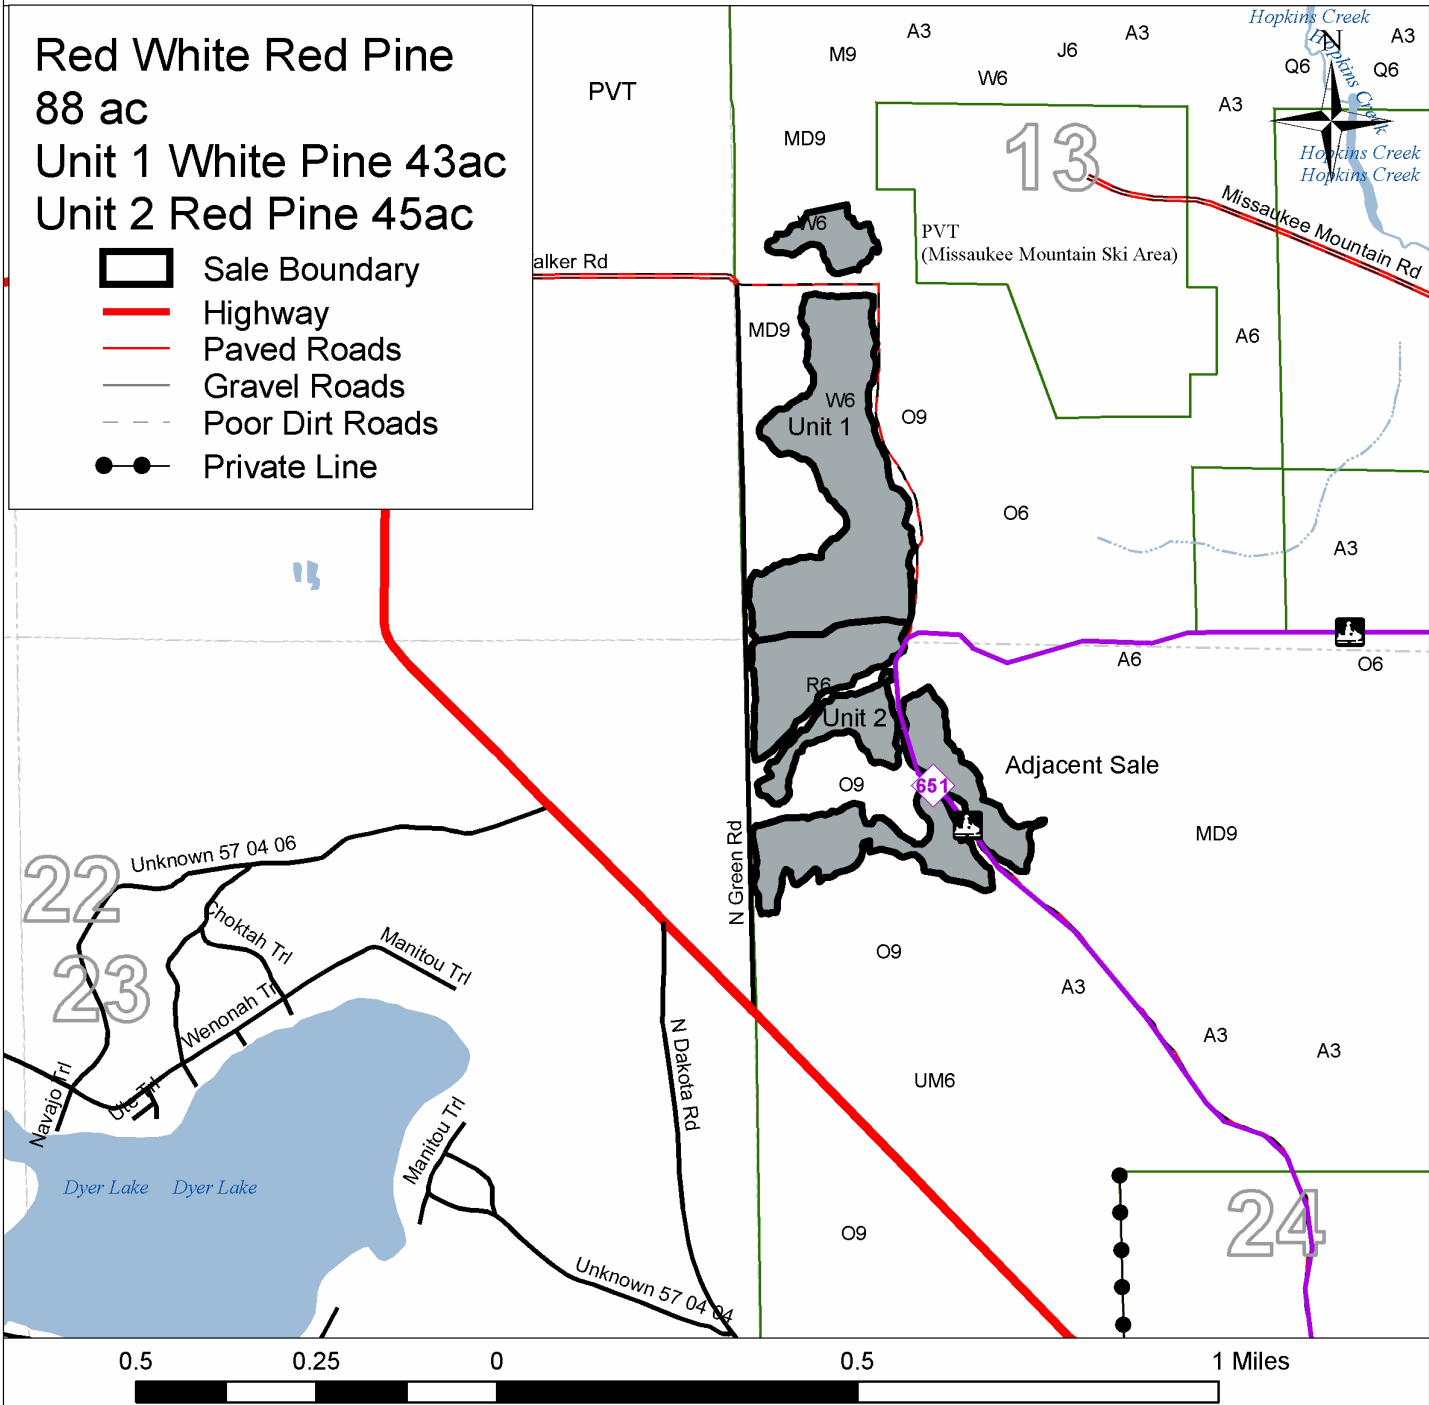 Red White Red Pine
88 ac
Unit 1 White Pine 43ac
Unit 2 Red Pine 45ac
Sale Boundary
Highway
Paved Roads
Gravel Roads
Poor Dirt Roads
Private Line
PVT
M9
A3
J6
A3
W6
MD9
A3
Hopkins Creek
N
A3
Q6
Q6
Hopkins Creek
Hopkins Creek
Hopkins Creek
13
Missaukee Mountain Rd
W6
PVT
(Missaukee Mountain Ski Area)
alker Rd
MD9
A6
W6
Unit 1
O9
O6
A3
A6
O6
R6
Unit 2
Adjacent Sale
O9
651
MD9
N Green Rd
Unknown 57 04 06
22
Choktah Trl
Manitou Trl
23
Wenonah Trl
O9
A3
N Dakota Rd
A3
A3
Navajo Trl
Ute Trl
UM6
Manitou Trl
Dyer Lake
Dyer Lake
24
O9
Unknown 57 04 04
0.5
0.25
0
0.5
1 Miles